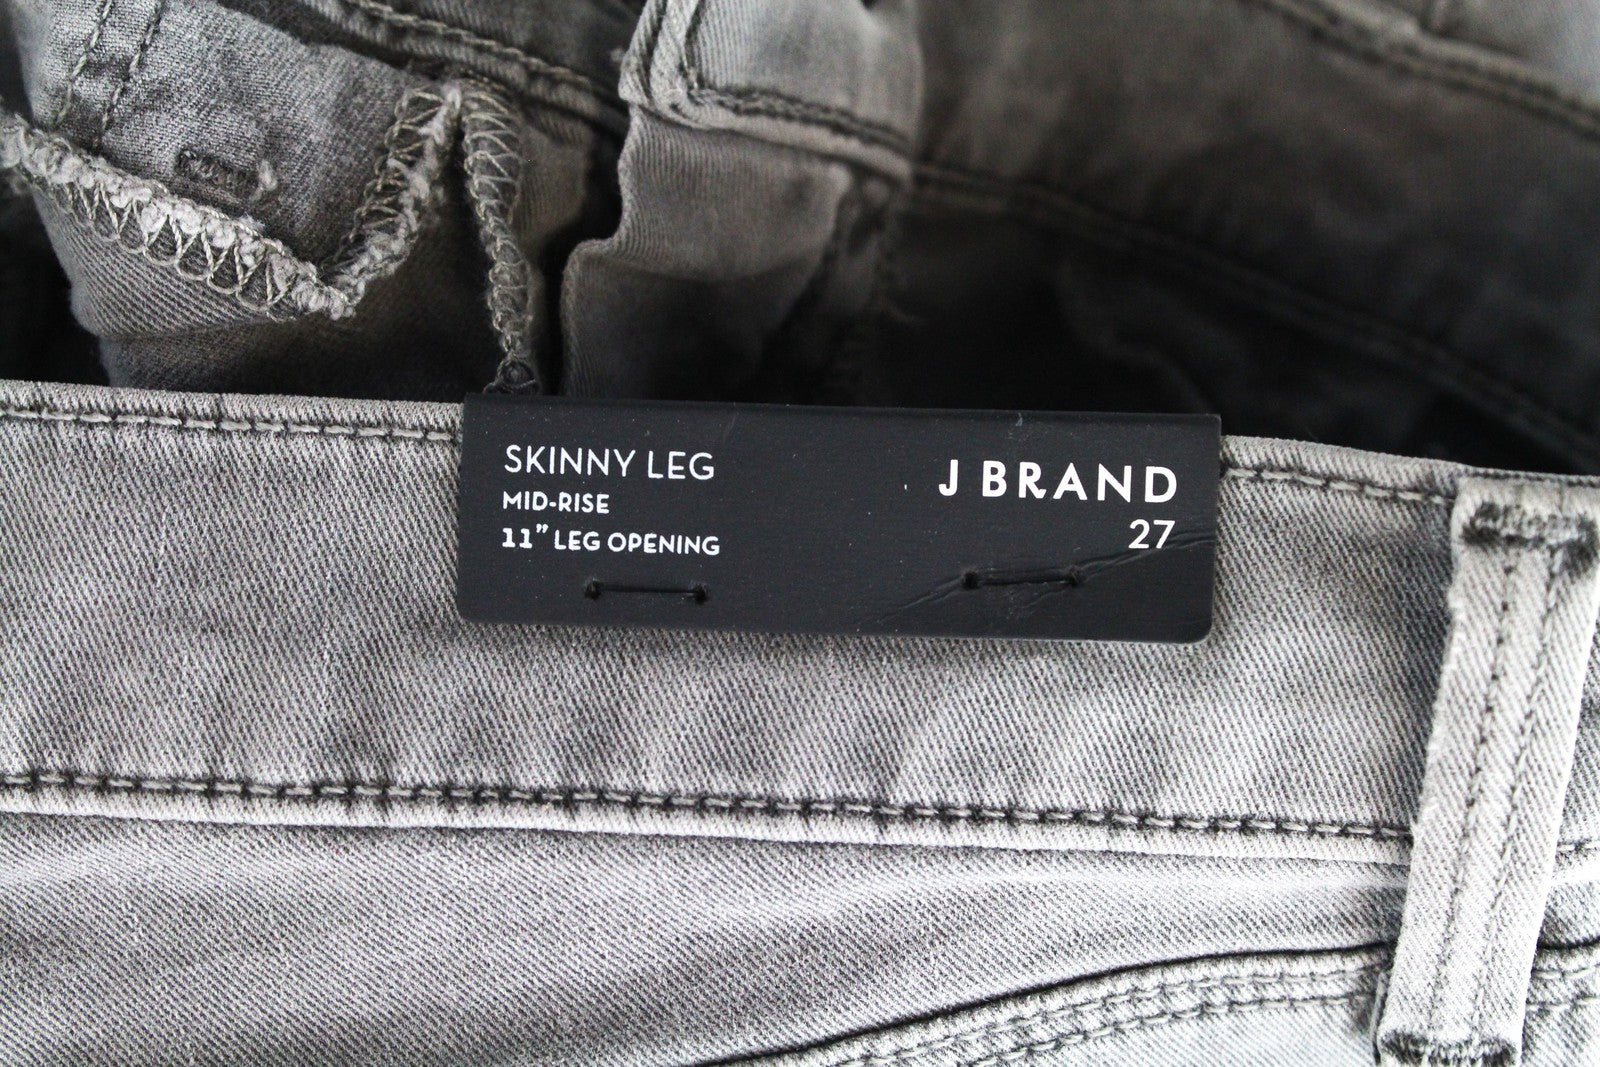 SKINNY LEG
MID-RISE
11" LEG OPENING
J BRAND
27